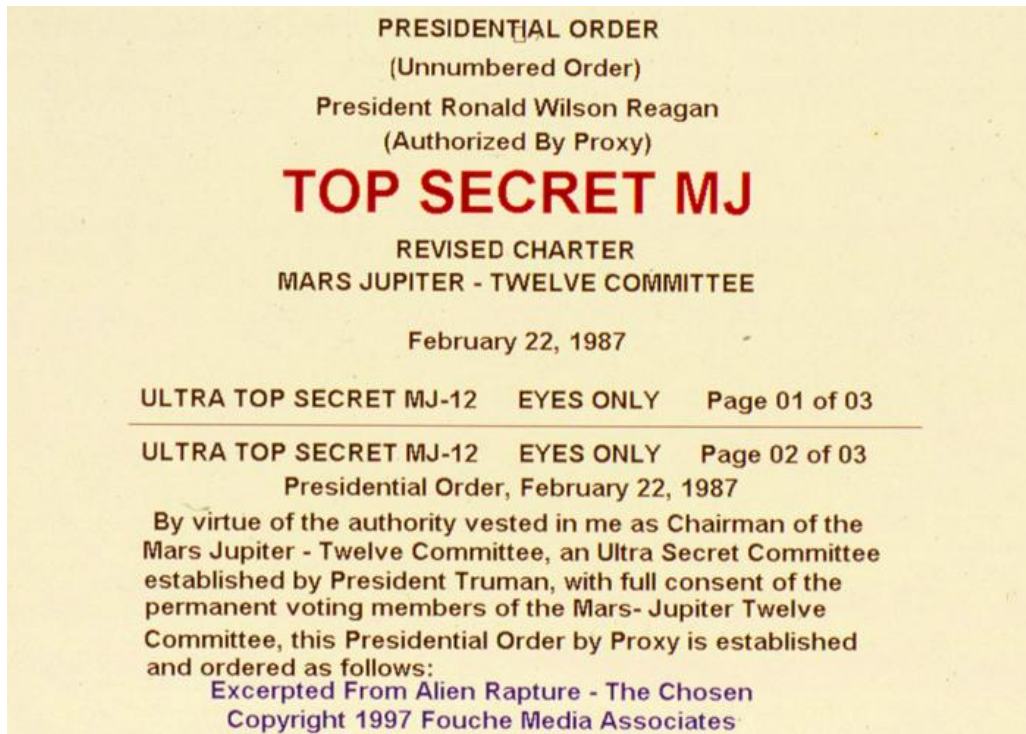 PRESIDENTIAL ORDER
(Unnumbered Order)
President Ronald Wilson Reagan
(Authorized By Proxy)
TOP SECRET MJ
REVISED CHARTER
MARS JUPITER - TWELVE COMMITTEE
February 22, 1987
ULTRA TOP SECRET MJ-12 EYES ONLY Page 01 of 03
ULTRA TOP SECRET MJ-12 EYES ONLY Page 02 of 03
Presidential Order, February 22, 1987
By virtue of the authority vested in me as Chairman of the
Mars Jupiter - Twelve Committee, an Ultra Secret Committee
established by President Truman, with full consent of the
permanent voting members of the Mars- Jupiter Twelve
Committee, this Presidential Order by Proxy is established
and ordered as follows:
Excerpted From Alien Rapture - The Chosen
Copyright 1997 Fouche Media Associates